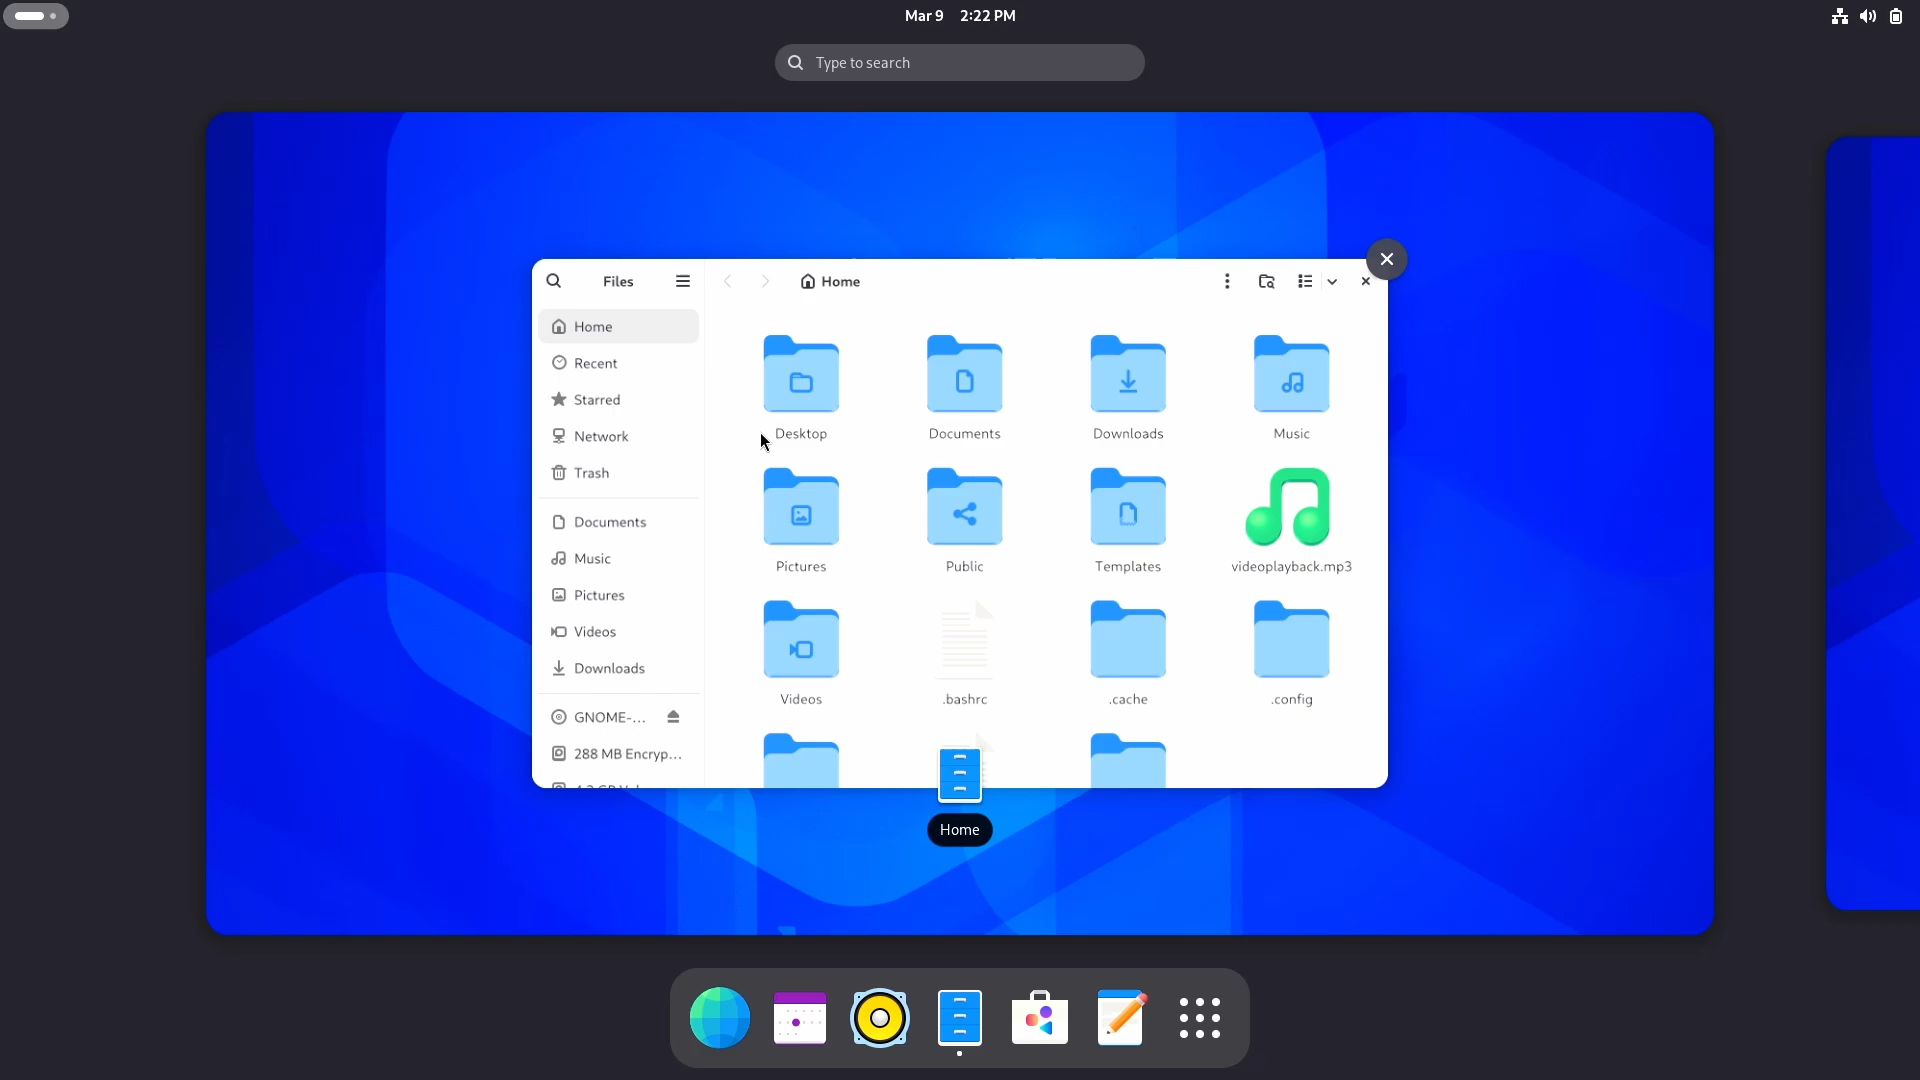 Mar 9 2:22 PM
Type to search
Files
Home
Home
Recent
Starred
Network
Trash
Documents
Music
Pictures
Videos
Downloads
GNOME-...
288 MB Encryp...
Desktop
Documents
Downloads
Music
Pictures
Public
Templates
videoplayback.mp3
Videos
.bashrc
.cache
.config
Home